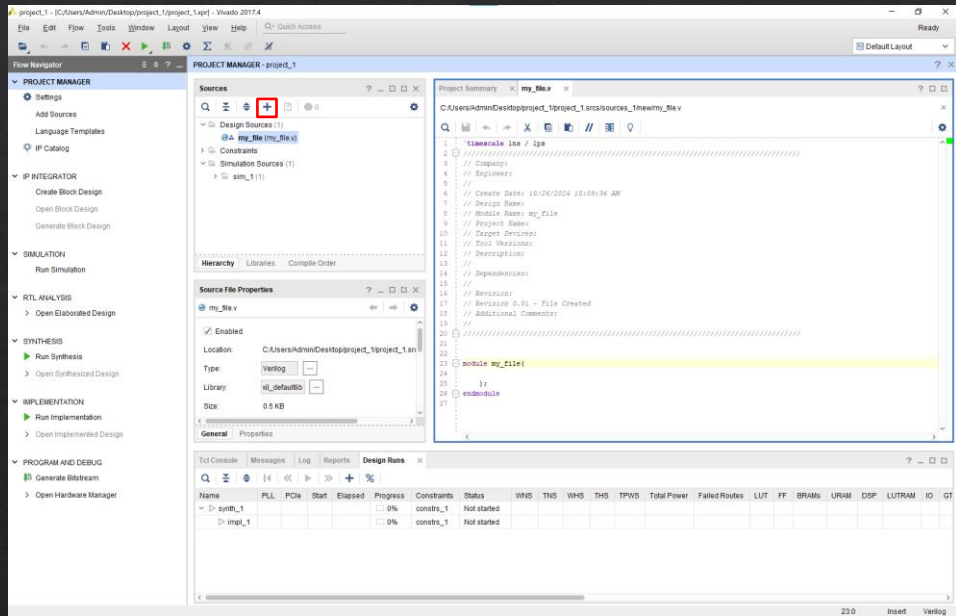 project_1 - [C:/Users/Admin/Desktop/project_1/project_1.xpr] - Vivado 2017.4
File Edit Flow Tools Window Layout View Help Quick Access
Ready
Default Layout
Flow Navigator
PROJECT MANAGER
Settings
Add Sources
Language Templates
IP Catalog
IP INTEGRATOR
Create Block Design
Open Block Design
Generate Block Design
SIMULATION
Run Simulation
RTL ANALYSIS
Open Elaborated Design
SYNTHESIS
Run Synthesis
Open Synthesized Design
IMPLEMENTATION
Run Implementation
Open Implemented Design
PROGRAM AND DEBUG
Generate Bitstream
Open Hardware Manager
PROJECT MANAGER - project_1
Sources
0
Design Sources (1)
my_file (my_file.v)
Constraints
Simulation Sources (1)
sim_1 (1)
Hierarchy Libraries Compile Order
Source File Properties
my_file.v
Enabled
Location: C:/Users/Admin/Desktop/project_1/project_1.srs
Type: Verilog
Library: xil_defaultlib
Size: 0.5 KB
General Properties
Project Summary my_file.v
C:/Users/Admin/Desktop/project_1/project_1.srcs/sources_1/new/my_file.v
1 `timescale 1ns / 1ps
2 //////////////////////////////////////////////////////////////////////////////////
3 // Company:
4 // Engineer:
5 //
6 // Create Date: 10/26/2024 10:09:36 AM
7 // Design Name:
8 // Module Name: my_file
9 // Project Name:
10 // Target Devices:
11 // Tool Versions:
12 // Description:
13 //
14 // Dependencies:
15 //
16 // Revision:
17 // Revision 0.01 - File Created
18 // Additional Comments:
19 //
20 //////////////////////////////////////////////////////////////////////////////////
21
22
23 module my_file(
24
25 );
26 endmodule
27
Tcl Console Messages Log Reports Design Runs
Name PLL PCIe Start Elapsed Progress Constraints Status WNS TNS WHS THS TPWS Total Power Failed Routes LUT FF BRAMs URAM DSP LUTRAM IO GT
synth_1 0% constrs_1 Not started
impl_1 0% constrs_1 Not started
23:0 Insert Verilog